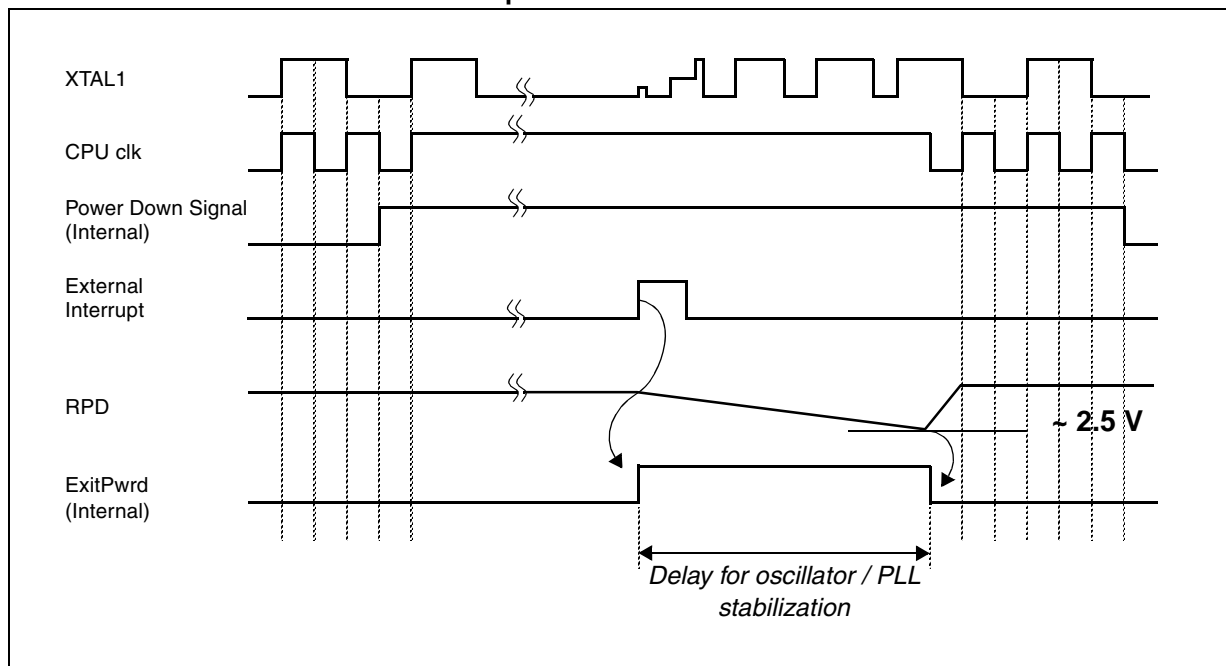 XTAL1
CPU clk
Power Down Signal
(Internal)
External
Interrupt
RPD
~ 2.5 V
ExitPwrd
(Internal)
Delay for oscillator / PLL
stabilization